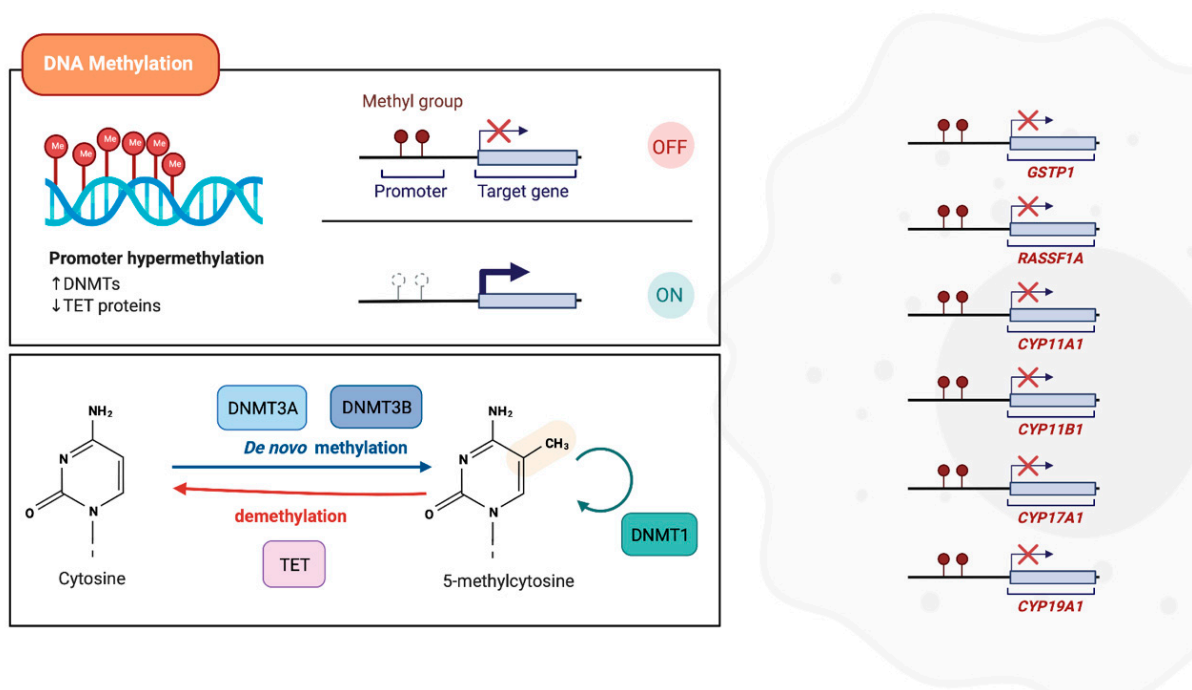 DNA Methylation
Me Me Me Me Me Me
Promoter hypermethylation
↑DNMTs
↓TET proteins
Methyl group
Promoter
Target gene
OFF
ON
NH₂
N
O
N
Cytosine
DNMT3A
DNMT3B
De novo methylation
demethylation
TET
NH₂
CH₃
N
O
N
5-methylcytosine
DNMT1
GSTP1
RASSF1A
CYP11A1
CYP11B1
CYP17A1
CYP19A1